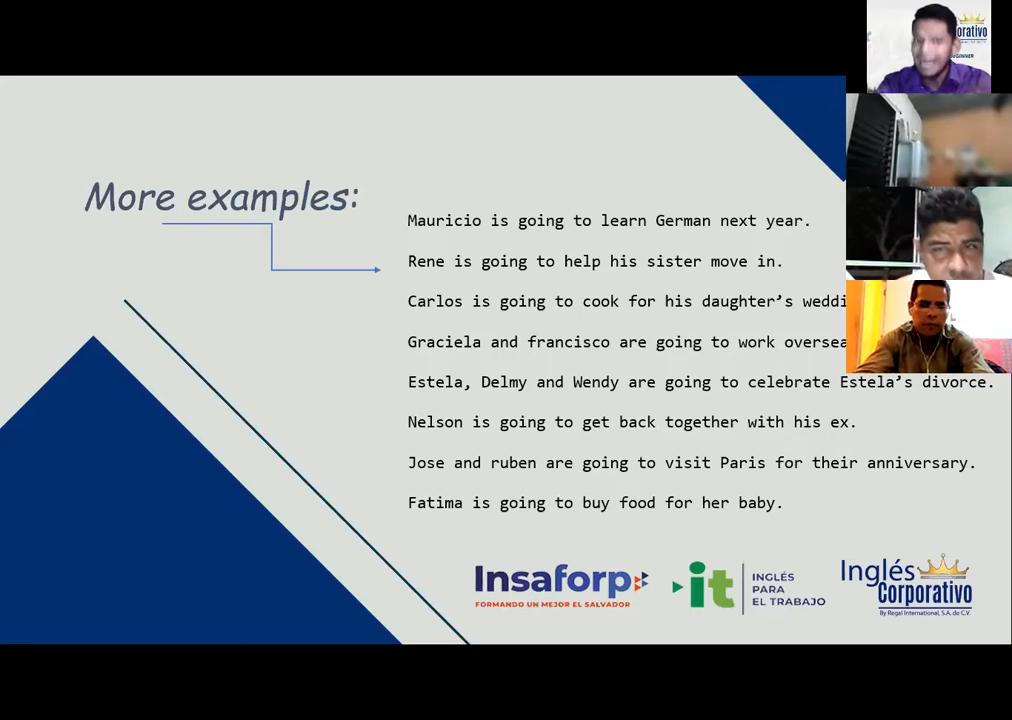 orativo
BEGINNER
More examples:
Mauricio is going to learn German next year.
Rene is going to help his sister move in.
Carlos is going to cook for his daughter's weddi
Graciela and francisco are going to work oversea
Estela, Delmy and Wendy are going to celebrate Estela's divorce.
Nelson is going to get back together with his ex.
Jose and ruben are going to visit Paris for their anniversary.
Fatima is going to buy food for her baby.
Insaforp
FORMANDO UN MEJOR EL SALVADOR
it
INGLÉS
PARA
EL TRABAJO
Inglés
Corporativo
By Regal International, S.A. de C.V.